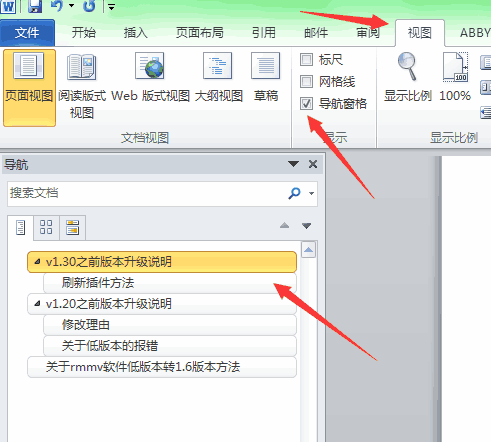 文件 开始 插入 页面布局 引用 邮件 审阅 视图 ABBY
页面视图 阅读版式视图 Web 版式视图 大纲视图 草稿
标尺
网格线
导航窗格
显示比例 100%
文档视图 显示 显示比例
导航
搜索文档
v1.30之前版本升级说明
刷新插件方法
v1.20之前版本升级说明
修改理由
关于低版本的报错
关于rmmv软件低版本转1.6版本方法